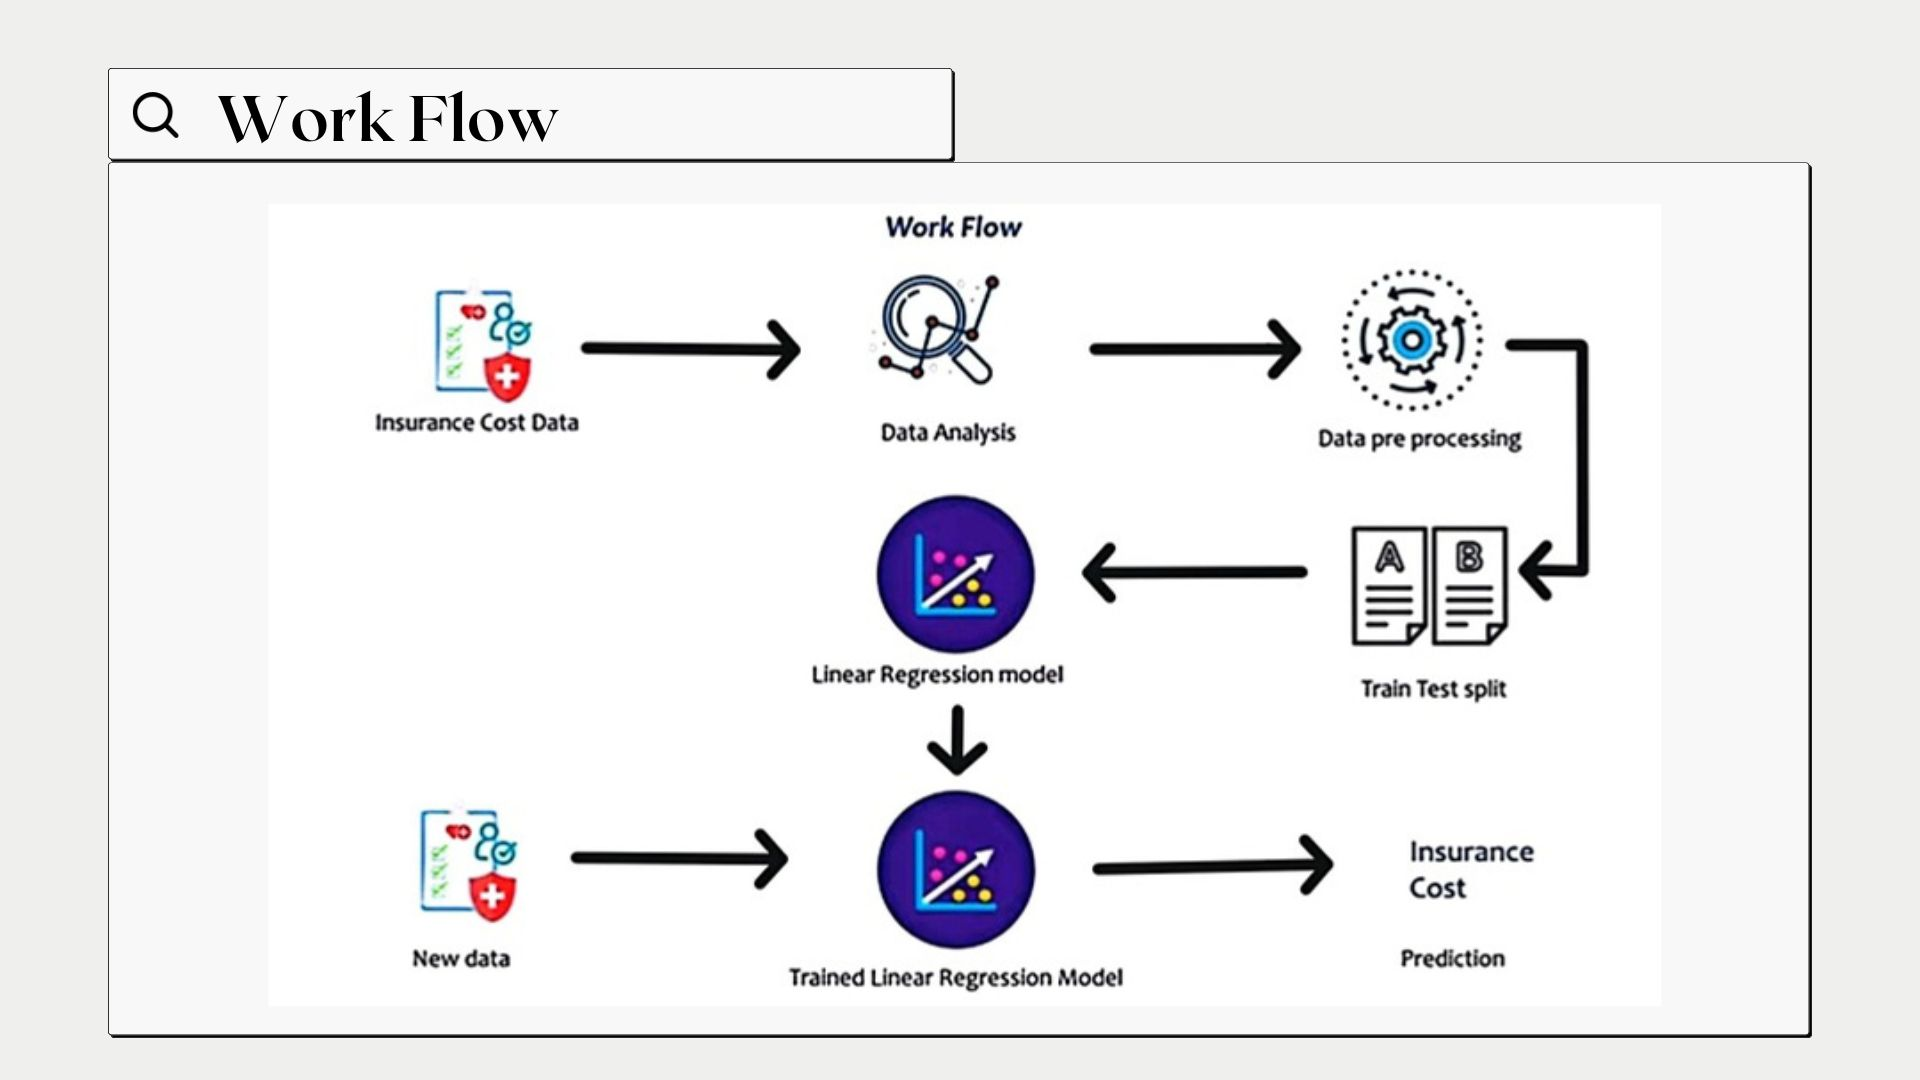 Work Flow
Work Flow
Insurance Cost Data
Data Analysis
Data pre processing
A
B
Linear Regression model
Train Test split
Insurance
Cost
New data
Trained Linear Regression Model
Prediction